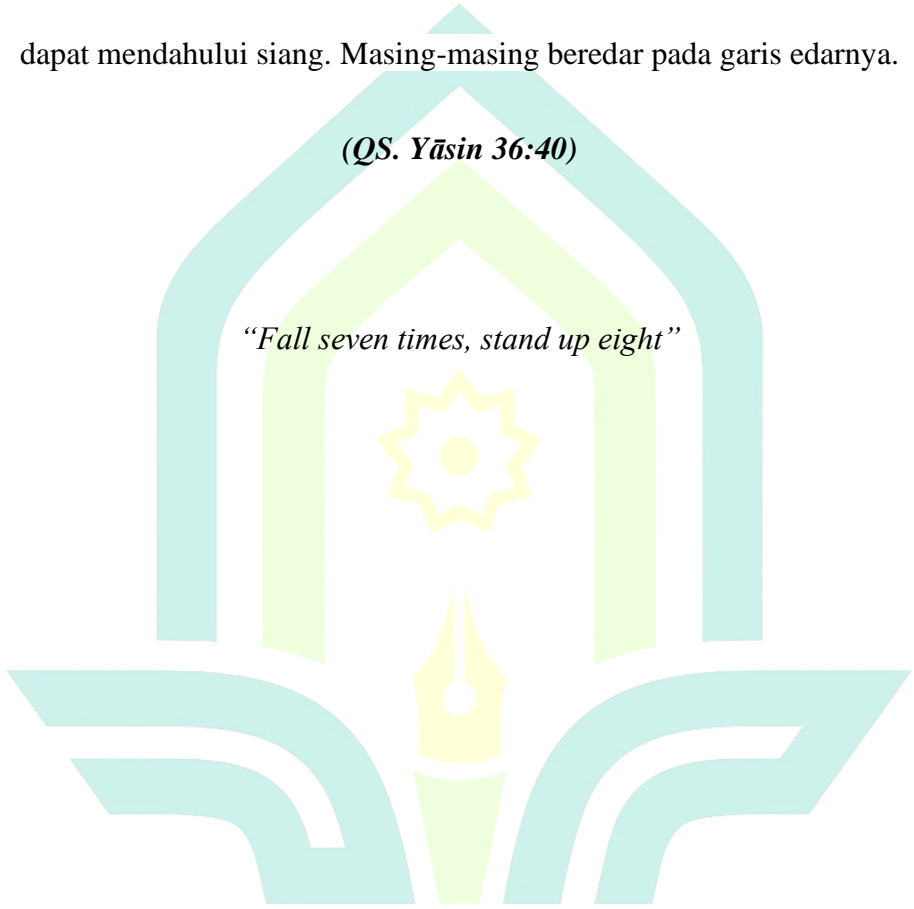 dapat mendahului siang. Masing-masing beredar pada garis edarnya.
(QS. Yāsin 36:40)
“Fall seven times, stand up eight”